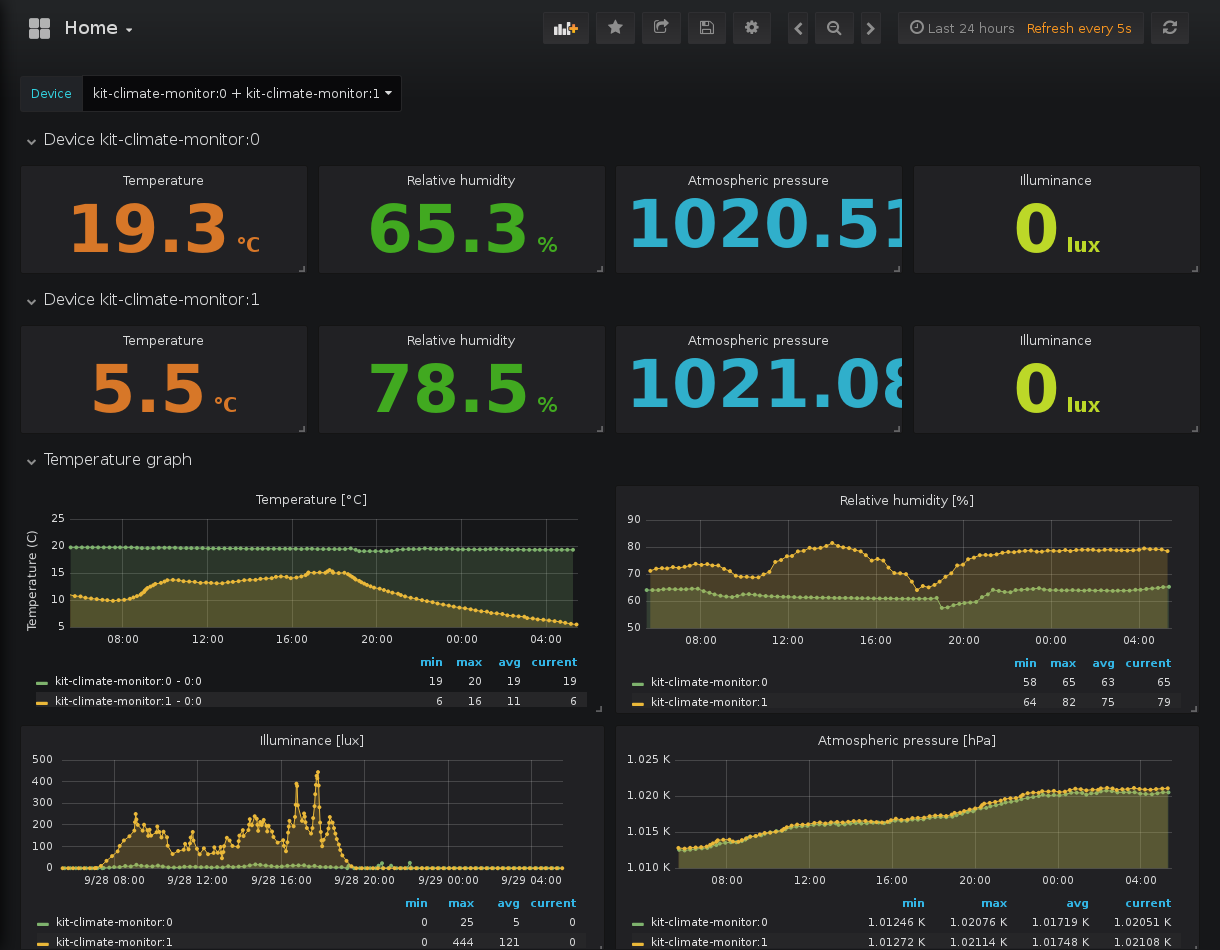 Home
Last 24 hours Refresh every 5s
Device kit-climate-monitor:0 + kit-climate-monitor:1
Device kit-climate-monitor:0
Temperature Relative humidity Atmospheric pressure Illuminance
19.3 °C 65.3 % 1020.51 0 lux
Device kit-climate-monitor:1
Temperature Relative humidity Atmospheric pressure Illuminance
5.5 °C 78.5 % 1021.08 0 lux
Temperature graph
Temperature [°C]
Temperature (C)
25
20
15
10
5
08:00 12:00 16:00 20:00 00:00 04:00
min max avg current
kit-climate-monitor:0 - 0:0 19 20 19 19
kit-climate-monitor:1 - 0:0 6 16 11 6
Relative humidity [%]
90
80
70
60
50
08:00 12:00 16:00 20:00 00:00 04:00
min max avg current
kit-climate-monitor:0 58 65 63 65
kit-climate-monitor:1 64 82 75 79
Illuminance [lux]
500
400
300
200
100
0
9/28 08:00 9/28 12:00 9/28 16:00 9/28 20:00 9/29 00:00 9/29 04:00
min max avg current
kit-climate-monitor:0 0 25 5 0
kit-climate-monitor:1 0 444 121 0
Atmospheric pressure [hPa]
1.025 K
1.020 K
1.015 K
1.010 K
08:00 12:00 16:00 20:00 00:00 04:00
min max avg current
kit-climate-monitor:0 1.01246 K 1.02076 K 1.01719 K 1.02051 K
kit-climate-monitor:1 1.01272 K 1.02114 K 1.01748 K 1.02108 K